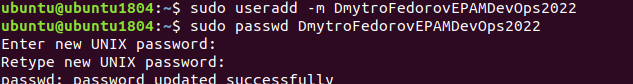 ubuntu@ubuntu1804:~$ sudo useradd -m DmytroFedorovEPAMDevOps2022
ubuntu@ubuntu1804:~$ sudo passwd DmytroFedorovEPAMDevOps2022
Enter new UNIX password:
Retype new UNIX password:
passwd: password updated successfully